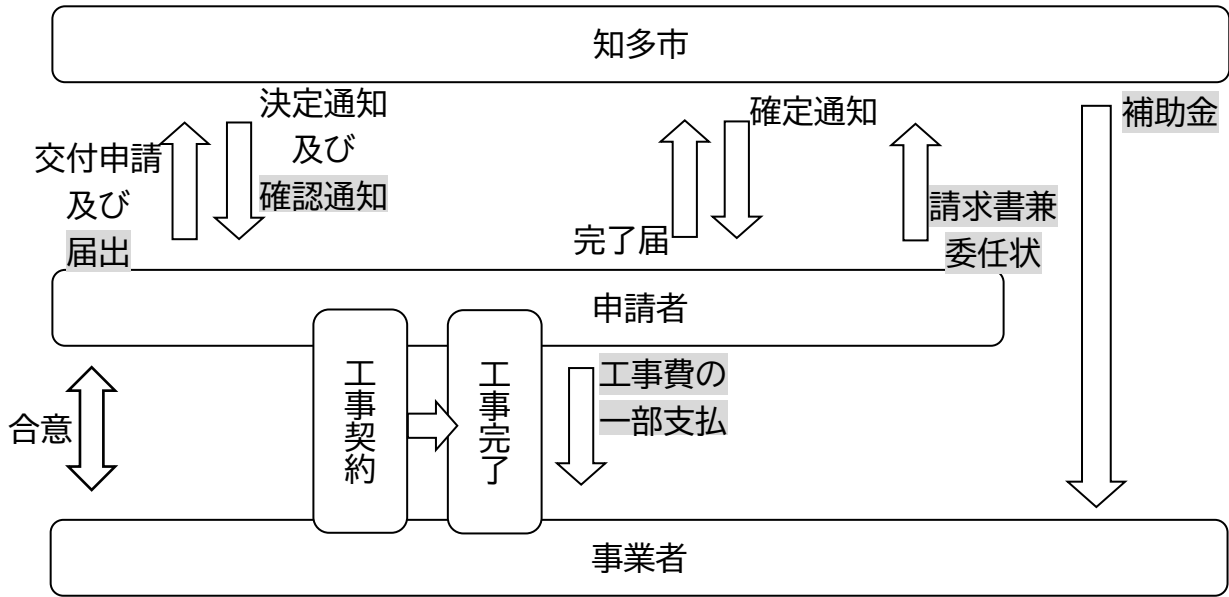 知多市
交付申請
及び
届出
決定通知
及び
確認通知
完了届
確定通知
請求書兼
委任状
補助金
申請者
合意
工事契約
工事完了
工事費の
一部支払
事業者